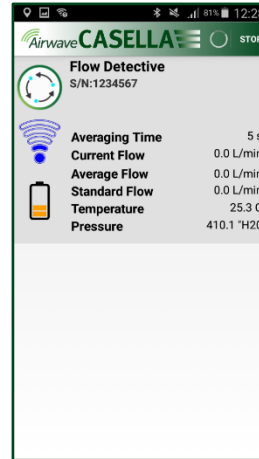 81% 12:2
Airwave CASELLA STOP
Flow Detective
S/N:1234567
Averaging Time 5 s
Current Flow 0.0 L/min
Average Flow 0.0 L/min
Standard Flow 0.0 L/min
Temperature 25.3 C
Pressure 410.1 "H20